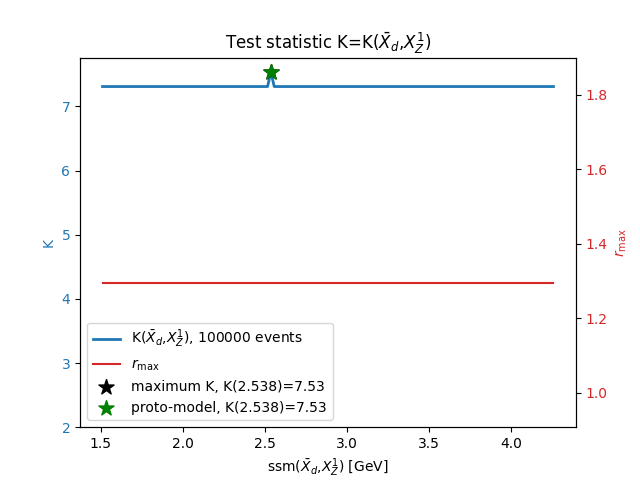 Test statistic K=K(X̄_d,X_Z^1)
7
6
5
4
3
2
K
1.8
1.6
1.4
1.2
1.0
r_max
K(X̄_d,X_Z^1), 100000 events
r_max
maximum K, K(2.538)=7.53
proto-model, K(2.538)=7.53
1.5 2.0 2.5 3.0 3.5 4.0
ssm(X̄_d,X_Z^1) [GeV]